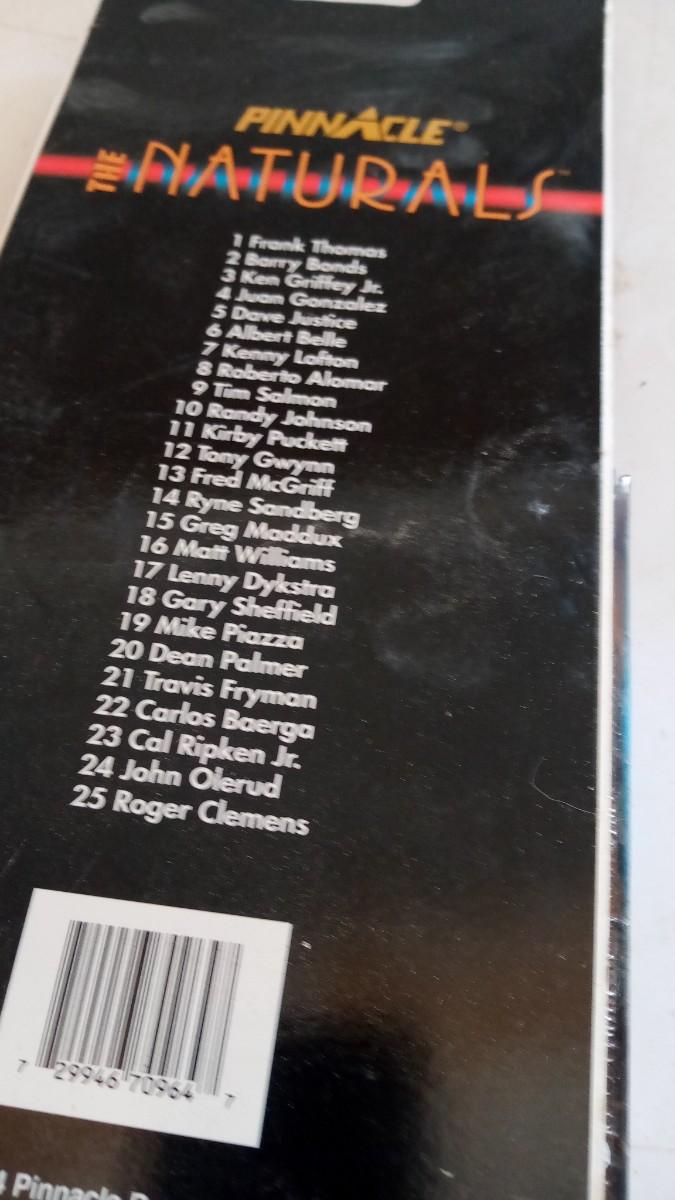 PINNACLE®
THE NATURALS™
1 Frank Thomas
2 Barry Bonds
3 Ken Griffey Jr.
4 Juan Gonzalez
5 Dave Justice
6 Albert Belle
7 Kenny Lofton
8 Roberto Alomar
9 Tim Salmon
10 Randy Johnson
11 Kirby Puckett
12 Tony Gwynn
13 Fred McGriff
14 Ryne Sandberg
15 Greg Maddux
16 Matt Williams
17 Lenny Dykstra
18 Gary Sheffield
19 Mike Piazza
20 Dean Palmer
21 Travis Fryman
22 Carlos Baerga
23 Cal Ripken Jr.
24 John Olerud
25 Roger Clemens
7 29946 70964 7
4 Pinnacle